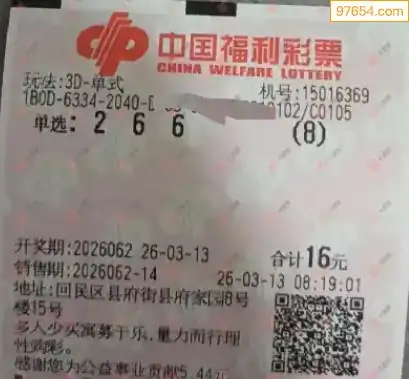 97654.com
中国福利彩票
CHINA WELFARE LOTTERY
玩法:3D-单式
机号:15016369
1B0D-6334-2040- 0102/C0105
单选: 2 6 6 (8)
开奖期:2026062 26-03-13 合计16元
销售期:2026062-14 26-03-13 08:19:01
地址:回民区县府街县府家园8号
楼15号
多人少买寓募于乐,量力而行理
性购彩。
感谢您为公益事业贡献5.44元